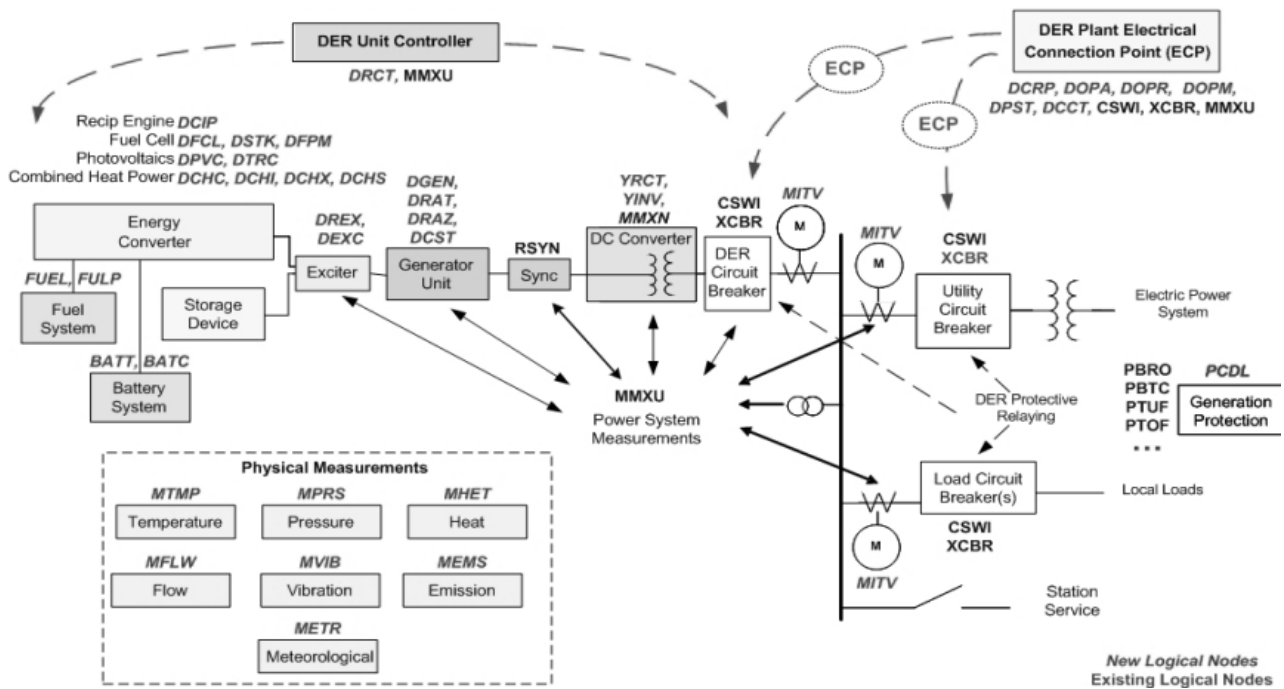 DER Unit Controller
DRCT, MMXU
ECP
DER Plant Electrical
Connection Point (ECP)
DCRP, DOPA, DOPR, DOPM,
DPST, DCCT, CSWI, XCBR, MMXU
ECP
Recip Engine DCIP
Fuel Cell DFCL, DSTK, DFPM
Photovoltaics DPVC, DTRC
Combined Heat Power DCHC, DCHI, DCHX, DCHS
Energy
Converter
FUEL, FULP
Fuel
System
BATT, BATC
Battery
System
Storage
Device
DREX,
DEXC
Exciter
DGEN,
DRAT,
DRAZ,
DCST
Generator
Unit
RSYN
Sync
YRCT,
YINV,
MMXN
DC Converter
CSWI
XCBR
DER
Circuit
Breaker
MITV
M
MITV
M
CSWI
XCBR
Utility
Circuit
Breaker
Electric Power
System
MMXU
Power System
Measurements
DER Protective
Relaying
PBRO
PBTC
PTUF
PTOF
...
PCDL
Generation
Protection
Load Circuit
Breaker(s)
CSWI
XCBR
Local Loads
M
MITV
Station
Service
Physical Measurements
MTMP
Temperature
MPRS
Pressure
MHET
Heat
MFLW
Flow
MVIB
Vibration
MEMS
Emission
METR
Meteorological
New Logical Nodes
Existing Logical Nodes